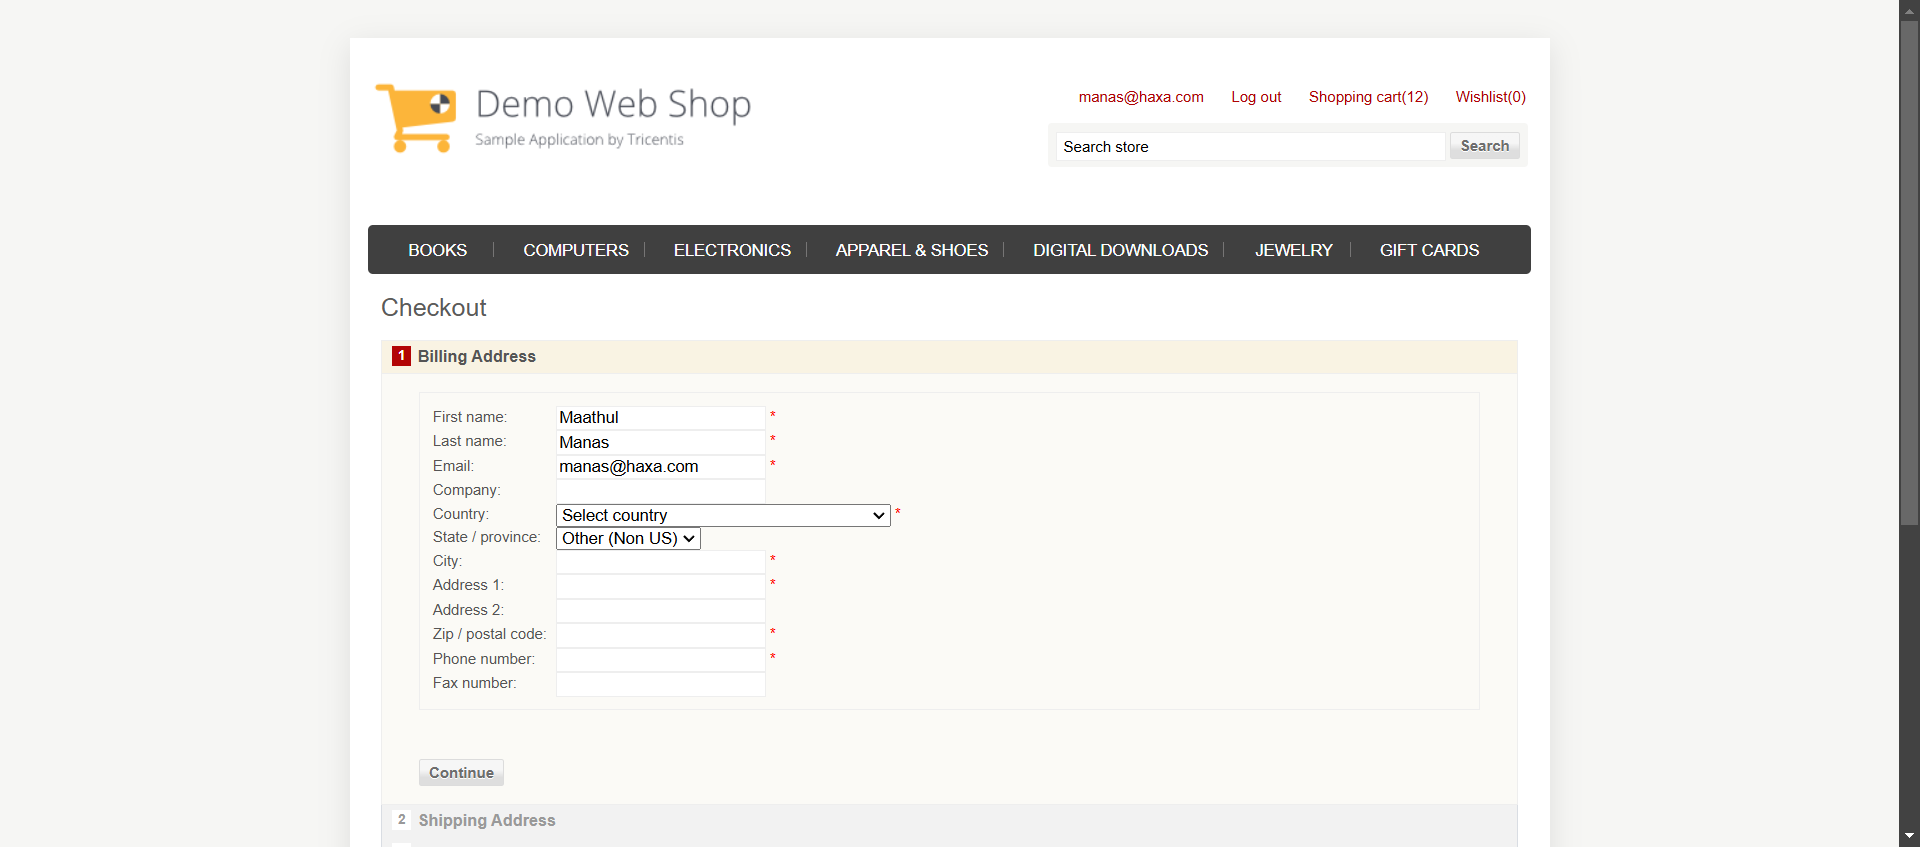 Demo Web Shop
Sample Application by Tricentis
manas@haxa.com Log out Shopping cart(12) Wishlist(0)
Search store Search
BOOKS COMPUTERS ELECTRONICS APPAREL & SHOES DIGITAL DOWNLOADS JEWELRY GIFT CARDS
Checkout
1 Billing Address
First name: Maathul *
Last name: Manas *
Email: manas@haxa.com *
Company:
Country: Select country *
State / province: Other (Non US)
City: *
Address 1: *
Address 2:
Zip / postal code: *
Phone number: *
Fax number:
Continue
2 Shipping Address